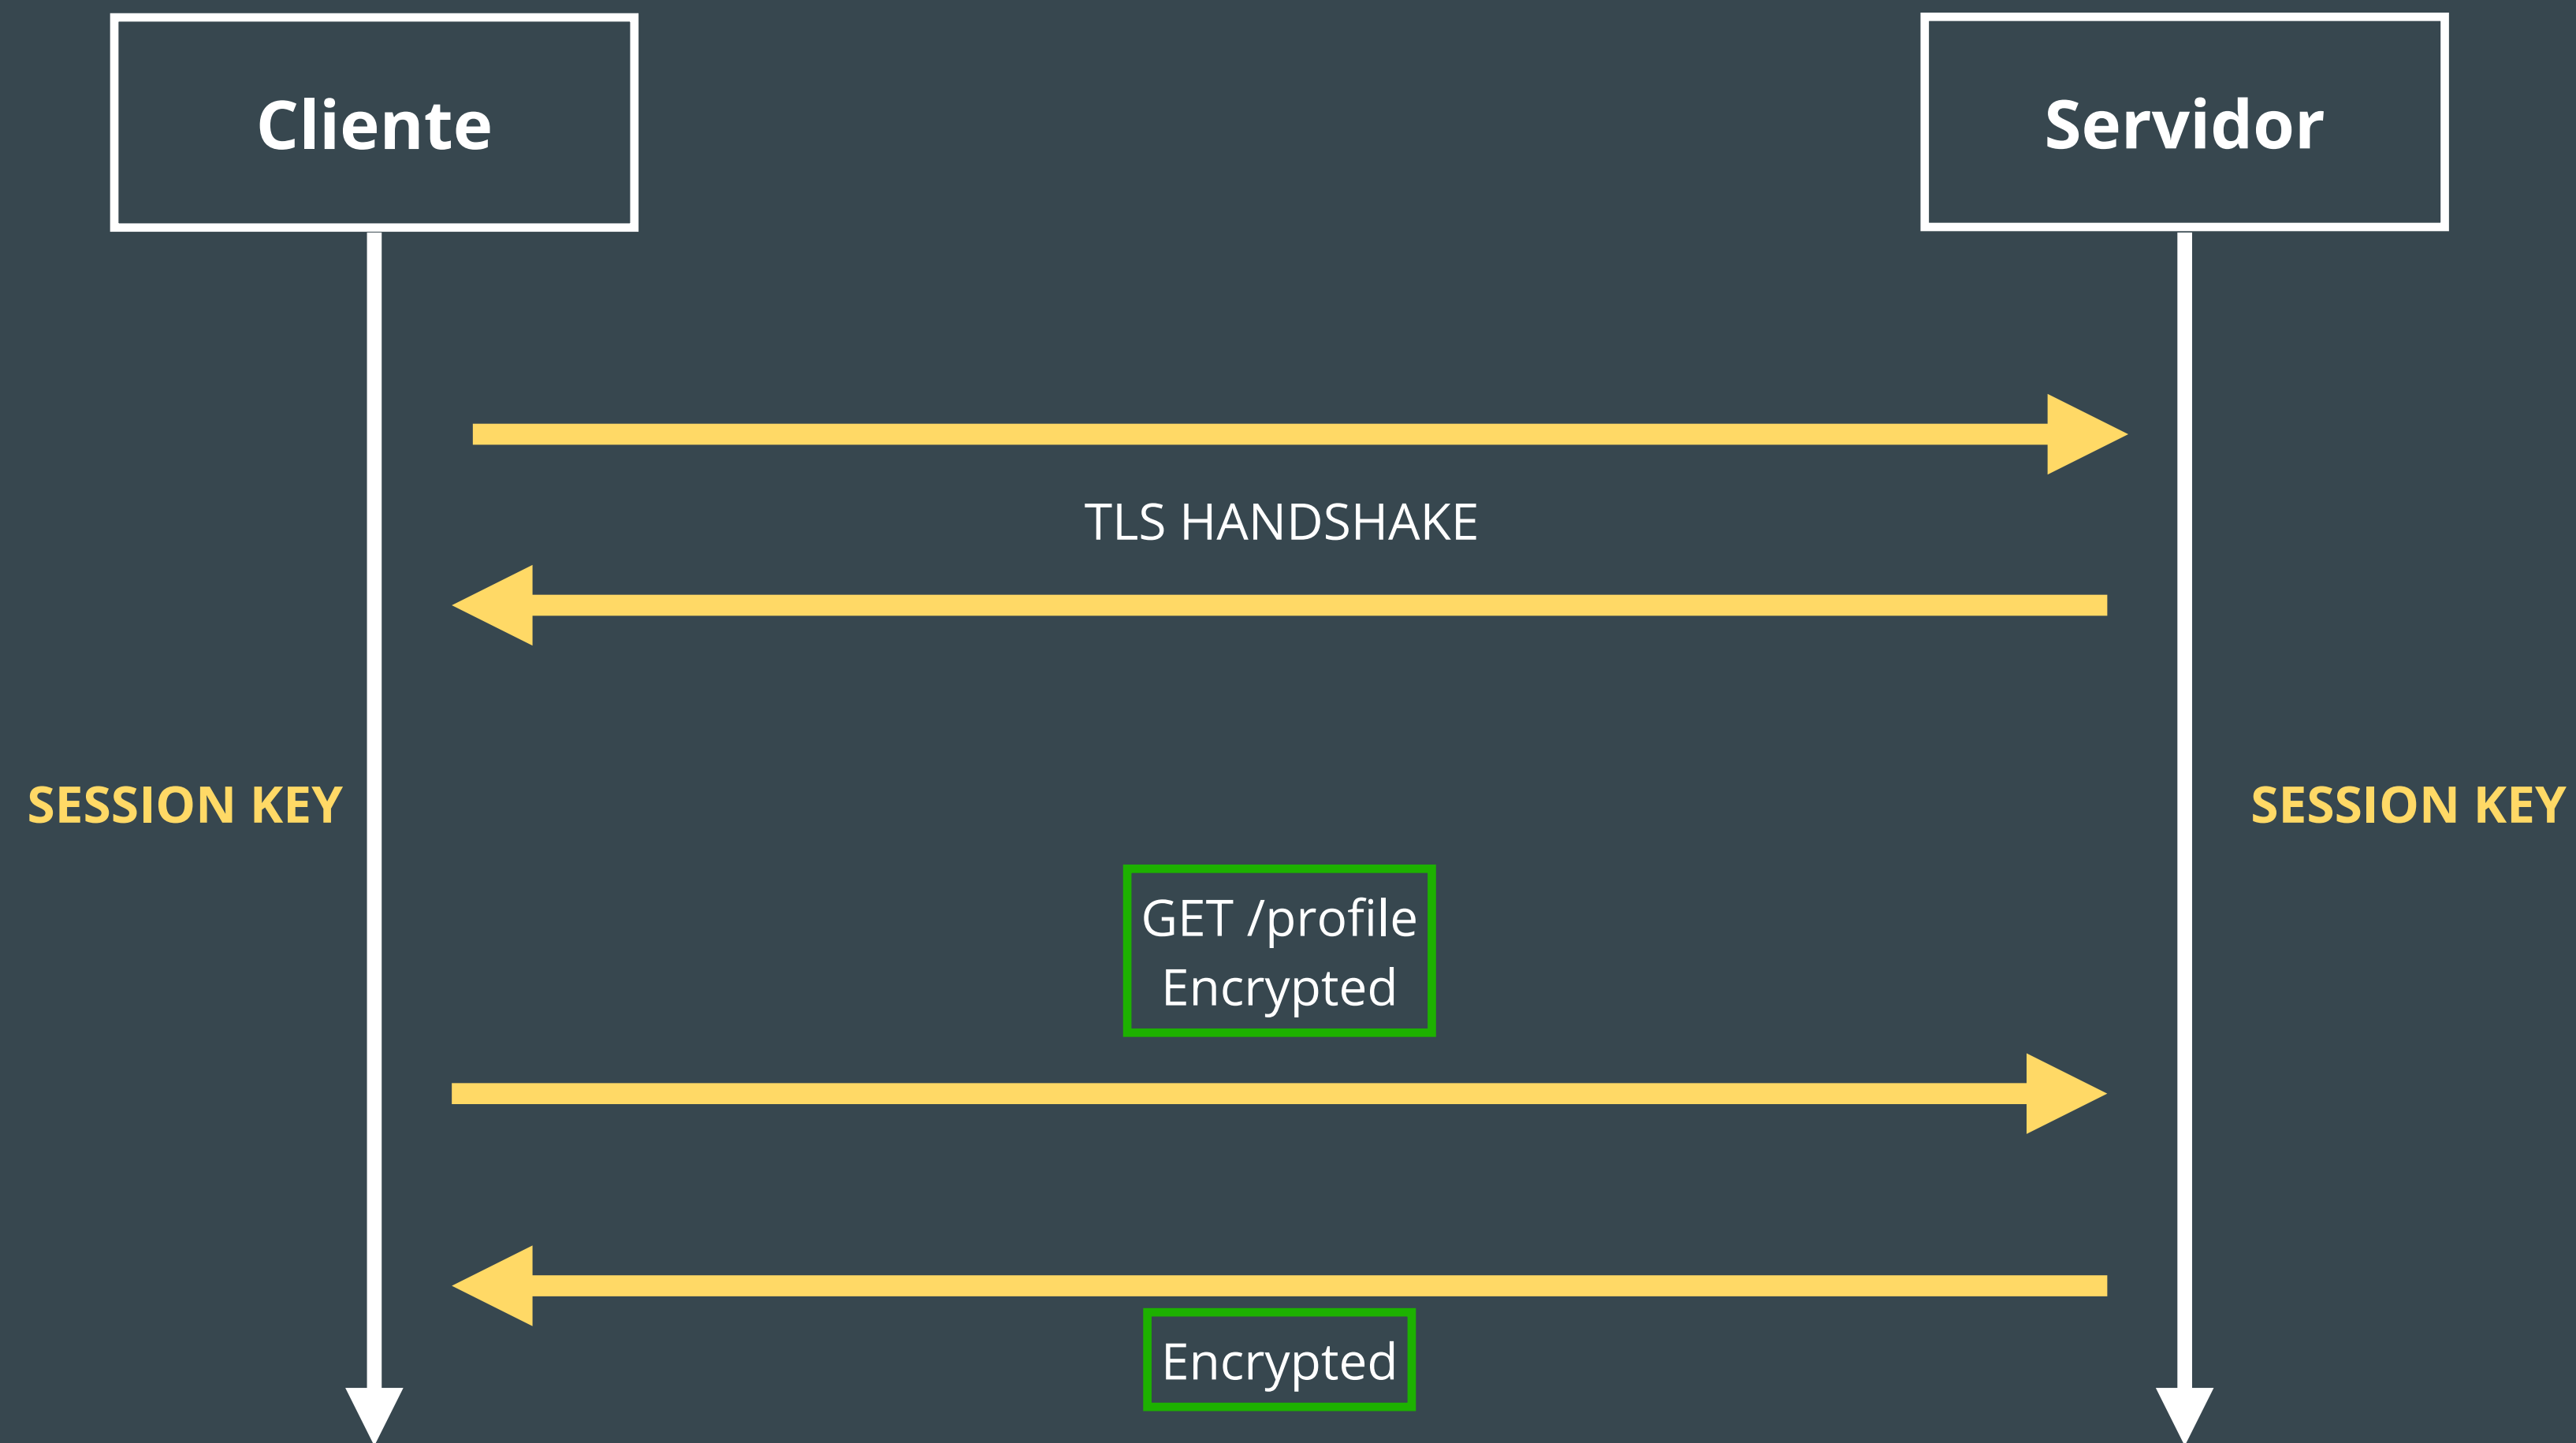 Cliente
Servidor
TLS HANDSHAKE
SESSION KEY
SESSION KEY
GET /profile
Encrypted
Encrypted